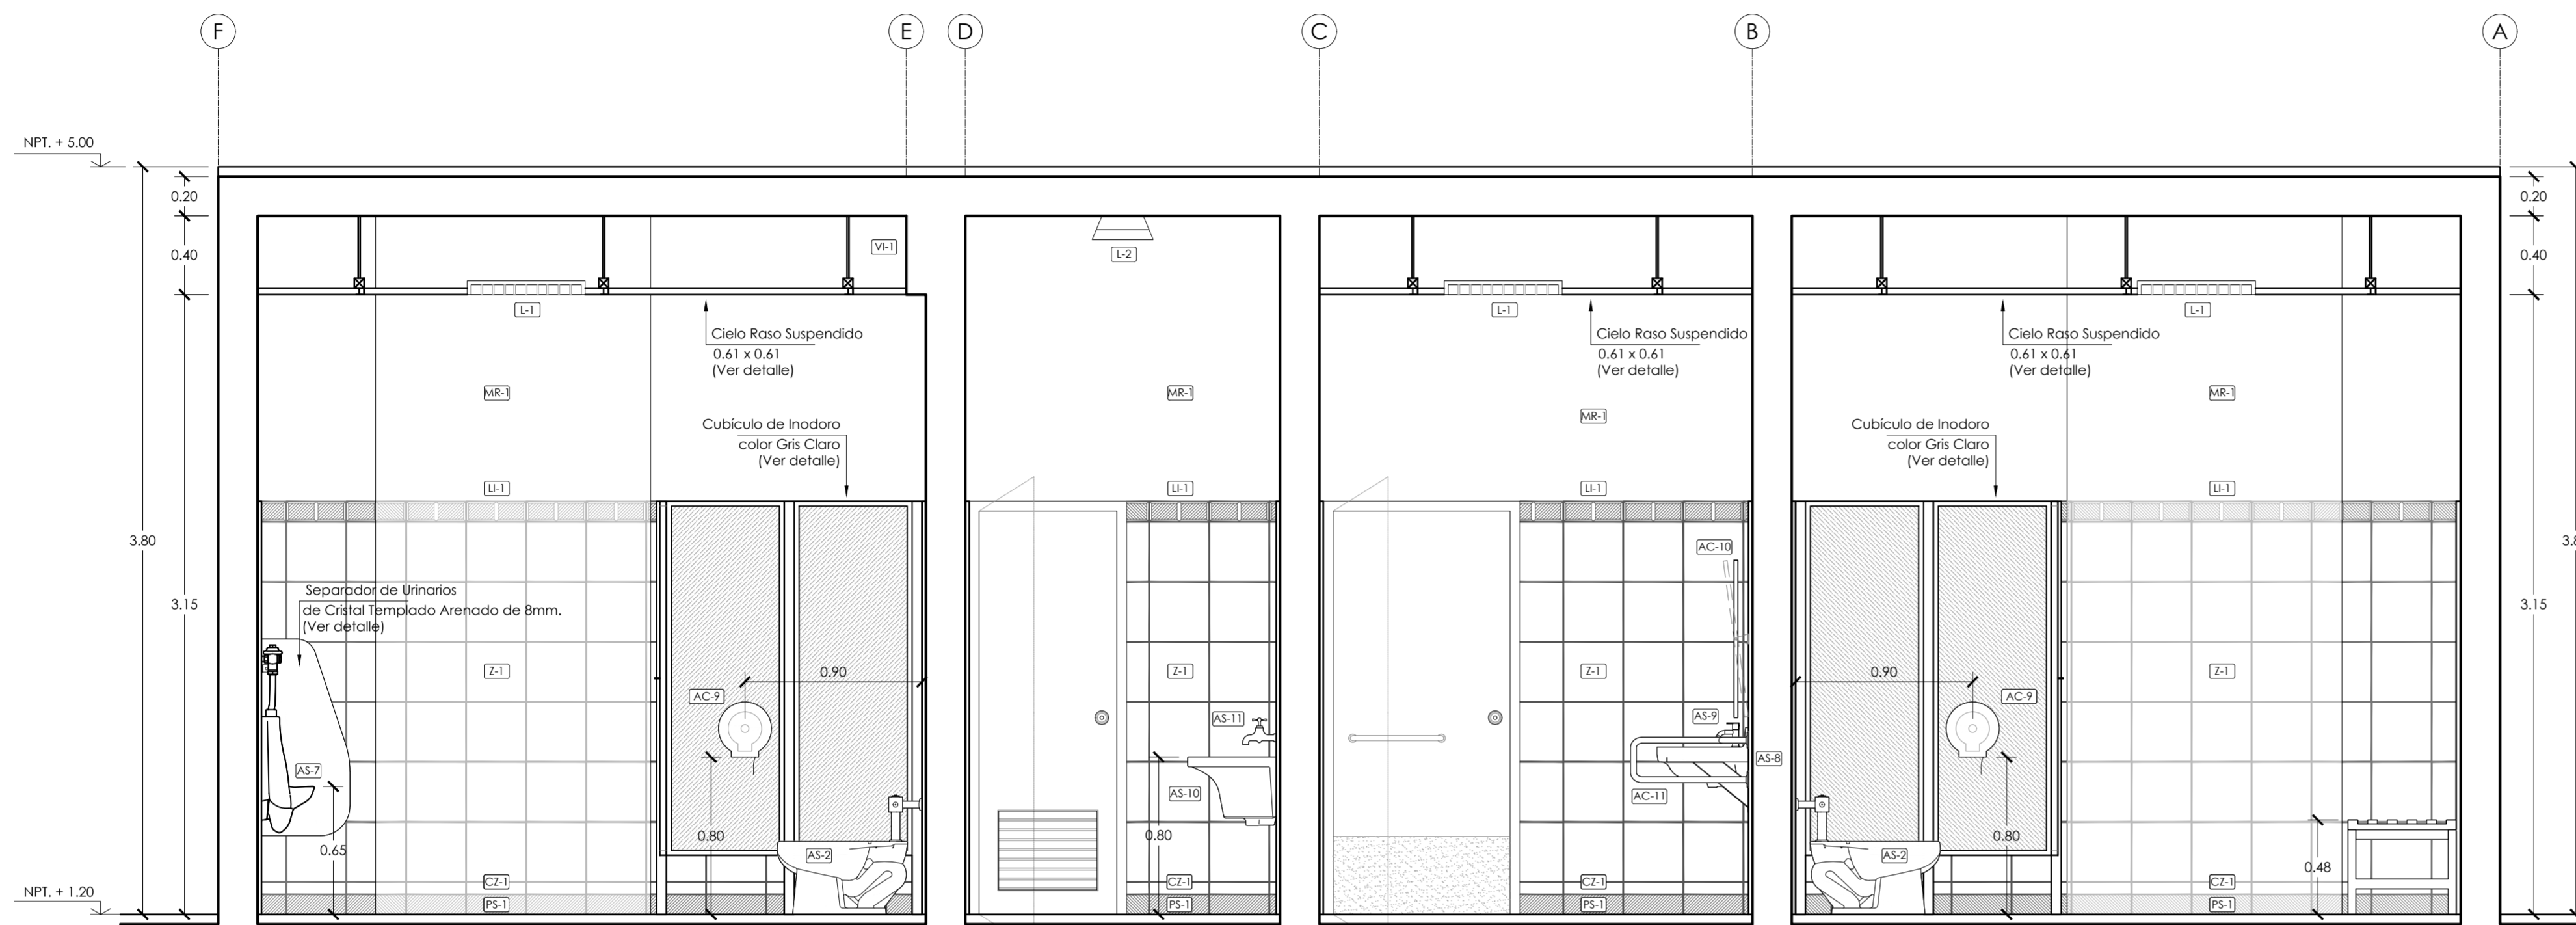 F
E
D
C
B
A
NPT. + 5.00
0.20
0.20
0.40
0.40
VI-1
L-2
L-1
L-1
L-1
Cielo Raso Suspendido
0.61 x 0.61
(Ver detalle)
Cielo Raso Suspendido
0.61 x 0.61
(Ver detalle)
Cielo Raso Suspendido
0.61 x 0.61
(Ver detalle)
MR-1
MR-1
MR-1
MR-1
Cubículo de Inodoro
color Gris Claro
(Ver detalle)
Cubículo de Inodoro
color Gris Claro
(Ver detalle)
LI-1
LI-1
LI-1
LI-1
3.80
3.8
AC-10
Separador de Urinarios
de Cristal Templado Arenado de 8mm.
(Ver detalle)
3.15
3.15
Z-1
Z-1
Z-1
Z-1
0.90
0.90
AC-9
AC-9
AS-11
AS-9
AS-7
AS-8
AS-10
AC-11
0.65
0.80
AS-2
0.80
AS-2
0.80
0.48
CZ-1
CZ-1
CZ-1
CZ-1
NPT. + 1.20
PS-1
PS-1
PS-1
PS-1